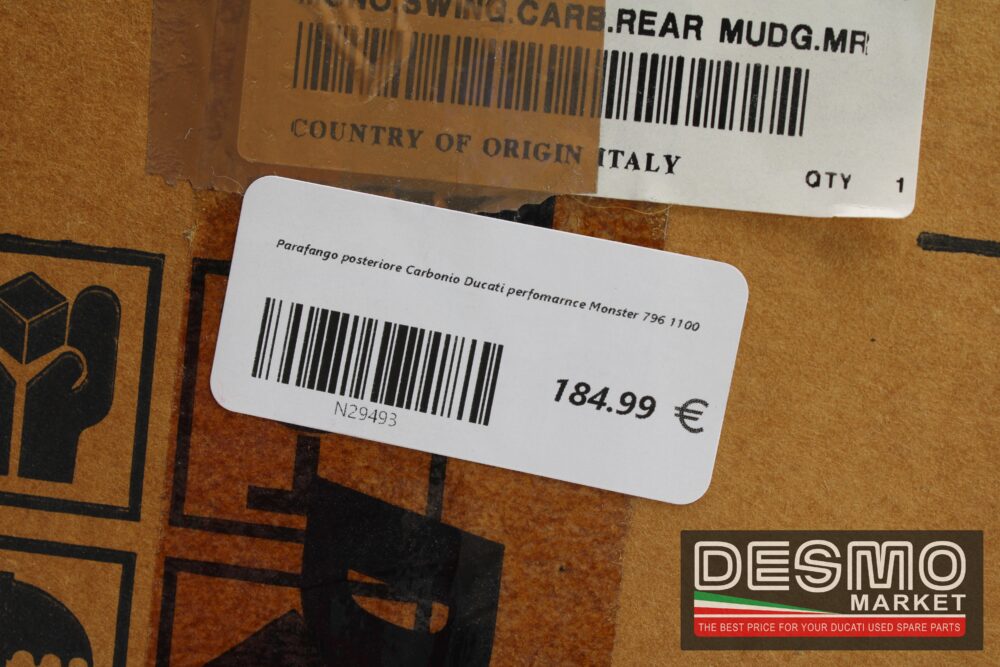 MONO.SWING.CARB.REAR MUDG.MR
COUNTRY OF ORIGIN ITALY
QTY 1
Parafango posteriore Carbonio Ducati perfomarnce Monster 796 1100
N29493
184.99 €
DESMO
MARKET
THE BEST PRICE FOR YOUR DUCATI USED SPARE PARTS